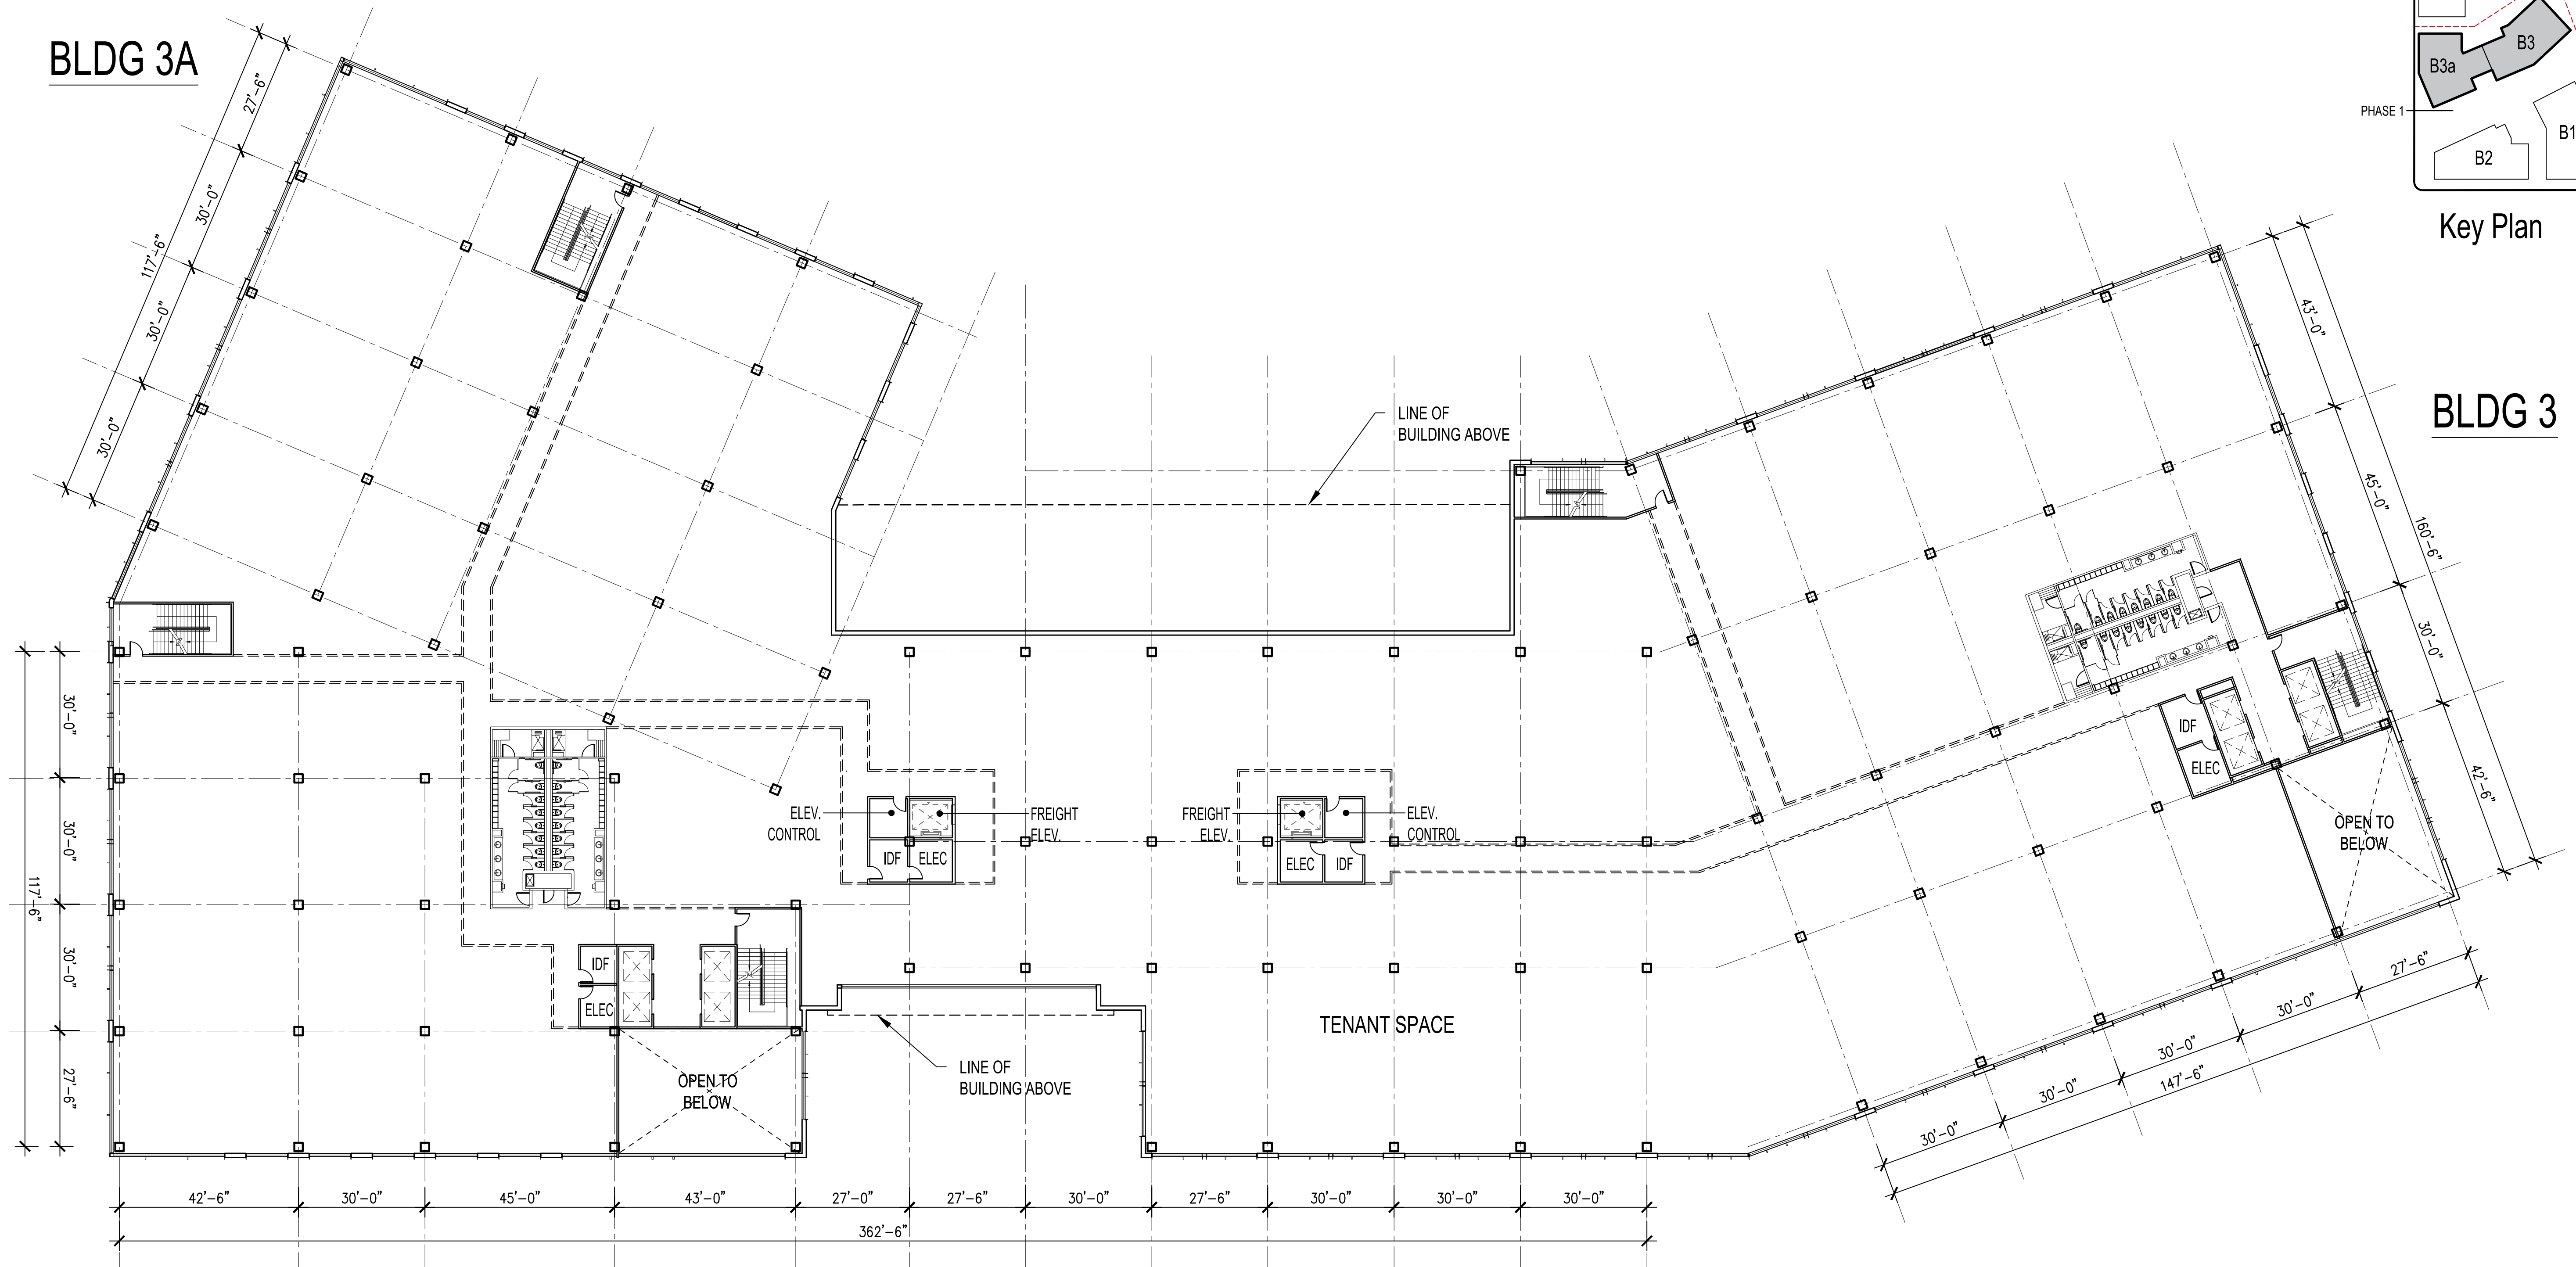 BLDG 3A
B3
B3a
PHASE 1
B2
B1
Key Plan
BLDG 3
27'-6"
30'-0"
30'-0"
30'-0"
117'-6"
LINE OF
BUILDING ABOVE
43'-0"
45'-0"
30'-0"
42'-6"
160'-6"
30'-0"
30'-0"
30'-0"
27'-6"
117'-6"
ELEV.
CONTROL
FREIGHT
ELEV.
IDF
ELEC
FREIGHT
ELEV.
ELEV.
CONTROL
ELEC
IDF
IDF
ELEC
OPEN TO
BELOW
IDF
ELEC
OPEN TO
BELOW
LINE OF
BUILDING ABOVE
TENANT SPACE
27'-6"
30'-0"
30'-0"
30'-0"
30'-0"
147'-6"
42'-6"
30'-0"
45'-0"
43'-0"
27'-0"
27'-6"
30'-0"
27'-6"
30'-0"
30'-0"
30'-0"
362'-6"